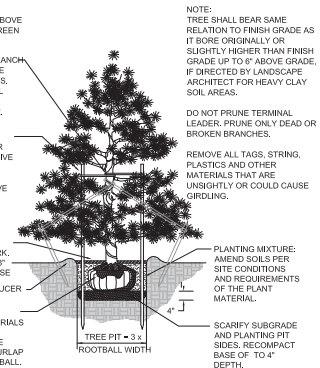 ABOVE
REEN
ANCH
E
S.
L
R
IVE
VE
RK.
3"
SE
UCER
RIALS
E
URLAP
BALL.
NOTE:
TREE SHALL BEAR SAME
RELATION TO FINISH GRADE AS
IT BORE ORIGINALLY OR
SLIGHTLY HIGHER THAN FINISH
GRADE UP TO 6" ABOVE GRADE,
IF DIRECTED BY LANDSCAPE
ARCHITECT FOR HEAVY CLAY
SOIL AREAS.
DO NOT PRUNE TERMINAL
LEADER. PRUNE ONLY DEAD OR
BROKEN BRANCHES.
REMOVE ALL TAGS, STRING,
PLASTICS AND OTHER
MATERIALS THAT ARE
UNSIGHTLY OR COULD CAUSE
GIRDLING.
PLANTING MIXTURE:
AMEND SOILS PER
SITE CONDITIONS
AND REQUIREMENTS
OF THE PLANT
MATERIAL.
4"
SCARIFY SUBGRADE
AND PLANTING PIT
SIDES. RECOMPACT
BASE OF TO 4"
DEPTH.
TREE PIT = 3 x
ROOTBALL WIDTH